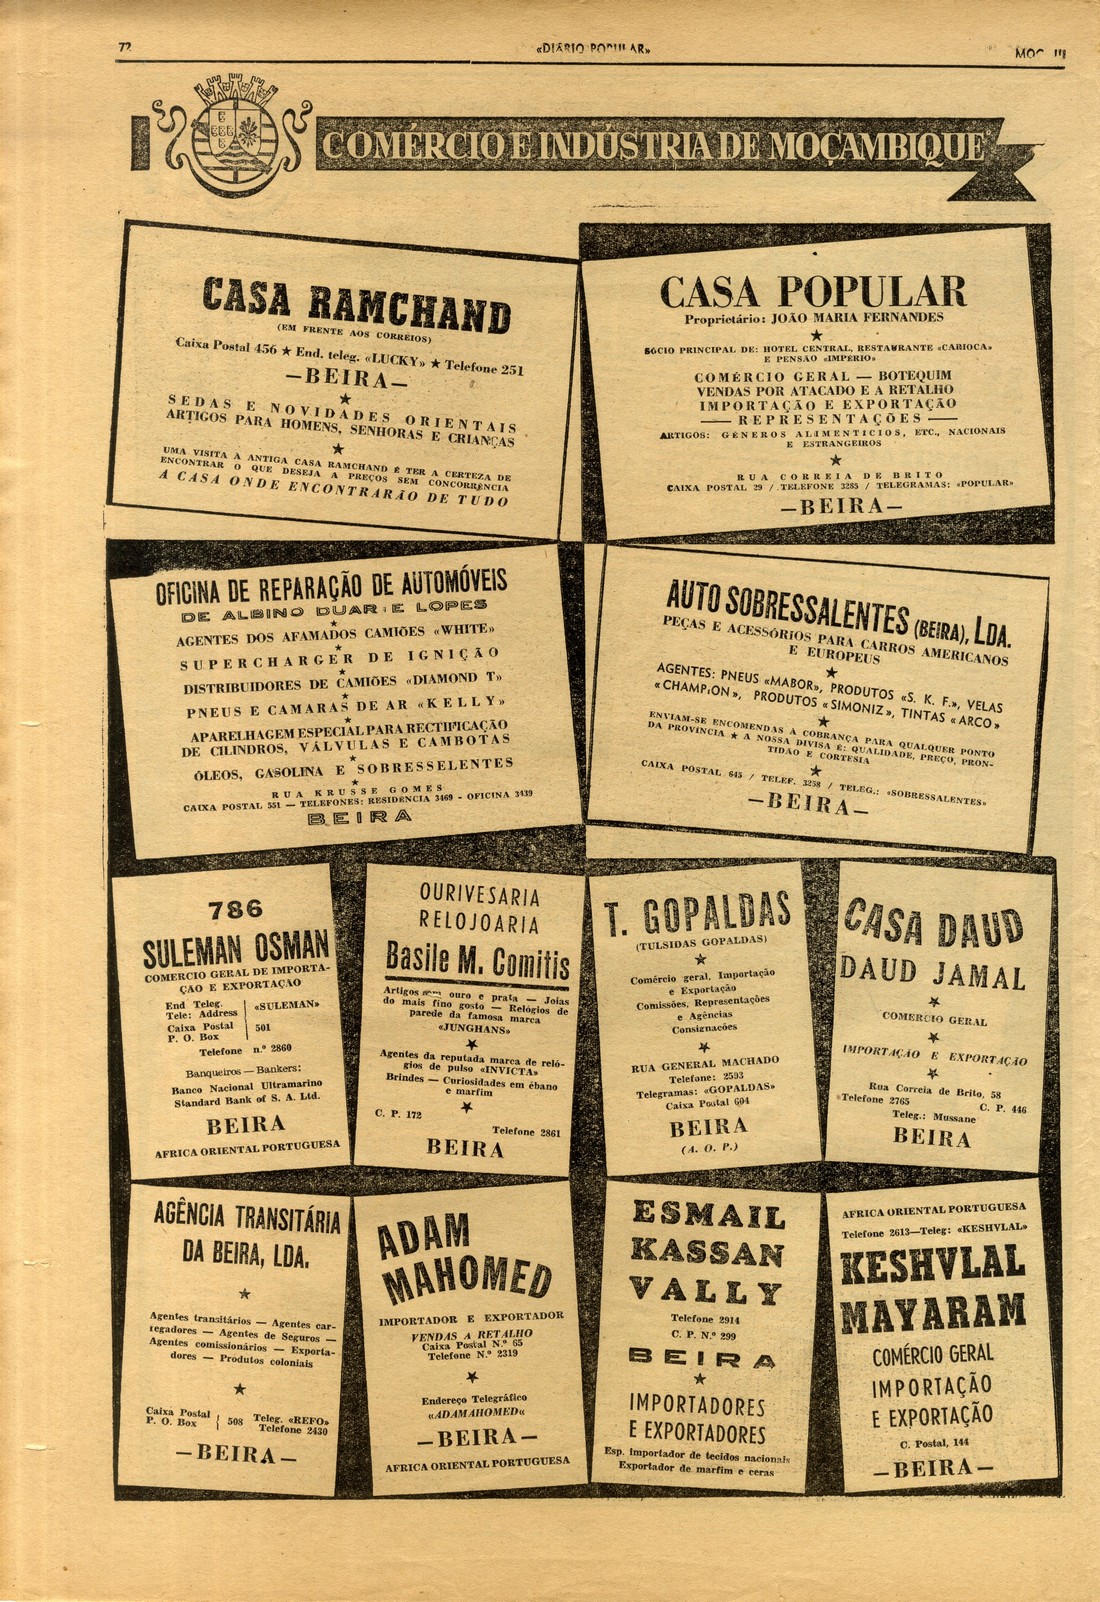 72
«DIÁRIO POPULAR»
COMÉRCIO E INDÚSTRIA DE MOÇAMBIQUE
CASA RAMCHAND
(EM FRENTE AOS CORREIOS)
Caixa Postal 456 ★ End. teleg. «LUCKY» ★ Telefone 251
—BEIRA—
★
SEDAS E NOVIDADES ORIENTAIS
ARTIGOS PARA HOMENS, SENHORAS E CRIANÇAS
★
UMA VISITA A ANTIGA CASA RAMCHAND É TER A CERTEZA DE
ENCONTRAR O QUE DESEJA A PREÇOS SEM CONCORRÊNCIA
A CASA ONDE ENCONTRARÃO DE TUDO
CASA POPULAR
Proprietário: JOÃO MARIA FERNANDES
★
SÓCIO PRINCIPAL DE: HOTEL CENTRAL, RESTAURANTE «CARIOCA»
E PENSÃO «IMPÉRIO»
COMÉRCIO GERAL — BOTEQUIM
VENDAS POR ATACADO E A RETALHO
IMPORTAÇÃO E EXPORTAÇÃO
— REPRESENTAÇÕES —
ARTIGOS: GÉNEROS ALIMENTICIOS, ETC., NACIONAIS
E ESTRANGEIROS
★
RUA CORREIA DE BRITO
CAIXA POSTAL 29 / TELEFONE 3285 / TELEGRAMAS: «POPULAR»
—BEIRA—
OFICINA DE REPARAÇÃO DE AUTOMÓVEIS
DE ALBINO DUARTE LOPES
★
AGENTES DOS AFAMADOS CAMIÕES «WHITE»
★
SUPERCHARGER DE IGNIÇÃO
★
DISTRIBUIDORES DE CAMIÕES «DIAMOND T»
★
PNEUS E CAMARAS DE AR «KELLY»
★
APARELHAGEM ESPECIAL PARA RECTIFICAÇÃO
DE CILINDROS, VÁLVULAS E CAMBOTAS
★
ÓLEOS, GASOLINA E SOBRESSELENTES
★
RUA KRUSSE GOMES
CAIXA POSTAL 551 — TELEFONES: RESIDENCIA 3469 - OFICINA 3439
BEIRA
AUTO SOBRESSALENTES (BEIRA), LDA.
PEÇAS E ACESSÓRIOS PARA CARROS AMERICANOS
E EUROPEUS
★
AGENTES: PNEUS «MABOR», PRODUTOS «S. K. F.», VELAS
«CHAMPION», PRODUTOS «SIMONIZ», TINTAS «ARCO»
★
ENVIAM-SE ENCOMENDAS À COBRANÇA PARA QUALQUER PONTO
DA PROVINCIA ★ A NOSSA DIVISA É: QUALIDADE, PREÇO, PRON-
TIDÃO E CORTESIA
★
CAIXA POSTAL 645 / TELEF. 3258 / TELEG.: «SOBRESSALENTES»
—BEIRA—
786
SULEMAN OSMAN
COMERCIO GERAL DE IMPORTA-
ÇÃO E EXPORTAÇÃO
End Teleg.
Tele: Address
«SULEMAN»
Caixa Postal
P. O. Box
501
Telefone n.º 2860
Banqueiros — Bankers:
Banco Nacional Ultramarino
Standard Bank of S. A. Ltd.
BEIRA
AFRICA ORIENTAL PORTUGUESA
OURIVESARIA
RELOJOARIA
Basile M. Comitis
Artigos em ouro e prata — Joias
do mais fino gosto — Relógios de
parede da famosa marca
«JUNGHANS»
★
Agentes da reputada marca de reló-
gios de pulso «INVICTA»
Brindes — Curiosidades em ébano
e marfim
★
C. P. 172
Telefone 2861
BEIRA
T. GOPALDAS
(TULSIDAS GOPALDAS)
★
Comércio geral, Importação
e Exportação
Comissões, Representações
e Agências
Consignacões
★
RUA GENERAL MACHADO
Telefone: 2593
Telegramas: «GOPALDAS»
Caixa Postal 604
BEIRA
(A. O. P.)
CASA DAUD
DAUD JAMAL
★
COMERCIO GERAL
★
IMPORTAÇÃO E EXPORTAÇÃO
★
Rua Correia de Brito, 58
Telefone 2765
C. P. 446
Teleg.: Mussane
BEIRA
AGÊNCIA TRANSITÁRIA
DA BEIRA, LDA.
★
Agentes transitários — Agentes car-
regadores — Agentes de Seguros —
Agentes comissionários — Exporta-
dores — Produtos coloniais
★
Caixa Postal
P. O. Box
508
Teleg. «REFO»
Telefone 2430
—BEIRA—
ADAM
MAHOMED
IMPORTADOR E EXPORTADOR
VENDAS A RETALHO
Caixa Postal N.º 65
Telefone N.º 2319
★
Endereço Telegráfico
«ADAMAHOMED«
—BEIRA—
AFRICA ORIENTAL PORTUGUESA
ESMAIL
KASSAN
VALLY
Telefone 2914
C. P. N.º 299
BEIRA
★
IMPORTADORES
E EXPORTADORES
Esp. importador de tecidos nacionais
Exportador de marfim e ceras
AFRICA ORIENTAL PORTUGUESA
Telefone 2613—Teleg: «KESHVLAL»
KESHVLAL
MAYARAM
COMÉRCIO GERAL
IMPORTAÇÃO
E EXPORTAÇÃO
C. Postal, 144
—BEIRA—